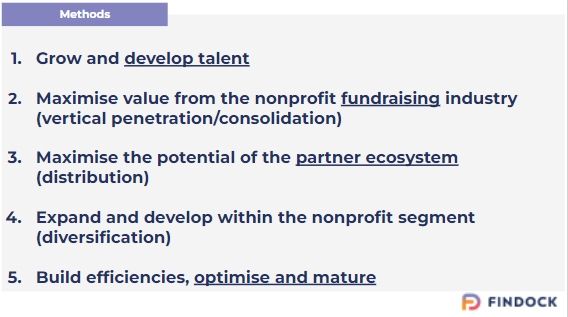 Methods
1. Grow and develop talent
2. Maximise value from the nonprofit fundraising industry
(vertical penetration/consolidation)
3. Maximise the potential of the partner ecosystem
(distribution)
4. Expand and develop within the nonprofit segment
(diversification)
5. Build efficiencies, optimise and mature
FINDOCK